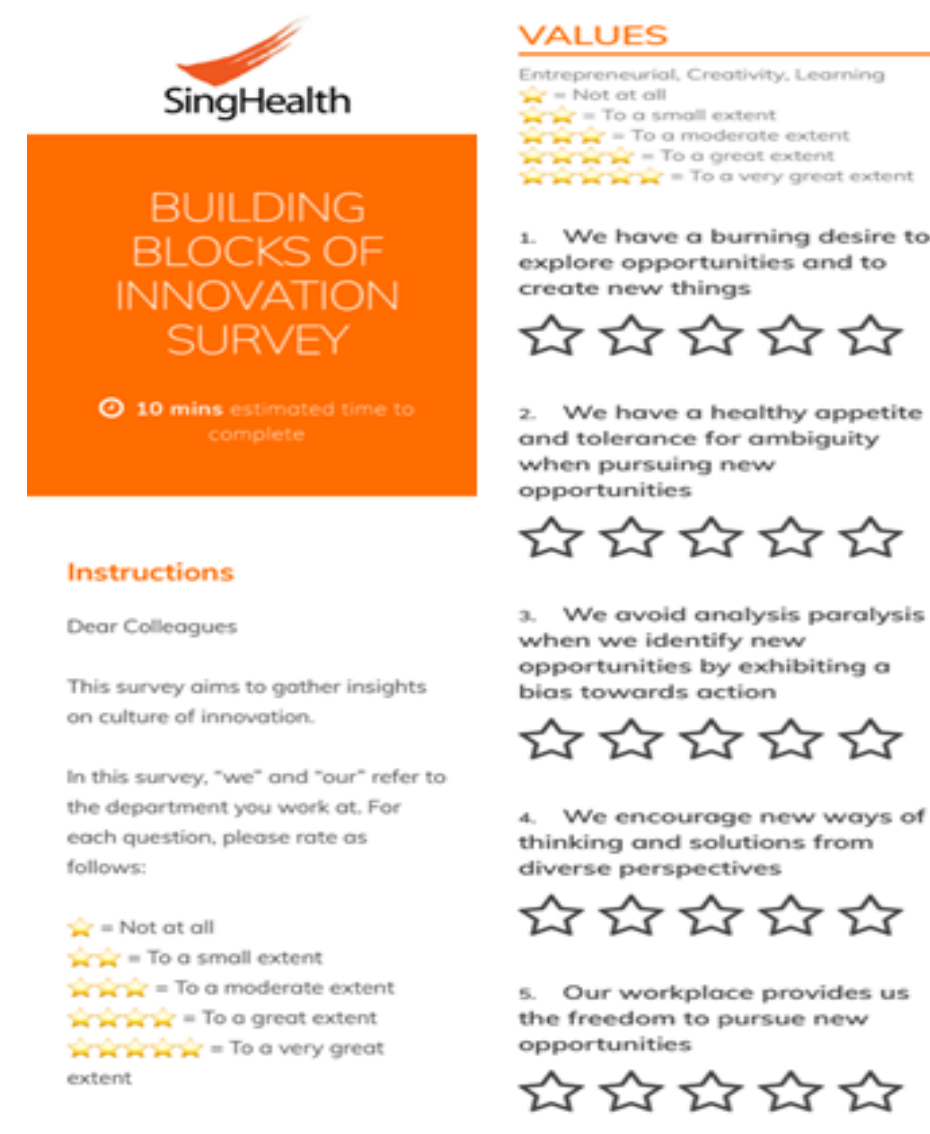 SingHealth
BUILDING
BLOCKS OF
INNOVATION
SURVEY
10 mins estimated time to
complete
Instructions
Dear Colleagues
This survey aims to gather insights
on culture of innovation.
In this survey, "we" and "our" refer to
the department you work at. For
each question, please rate as
follows:
⭐ = Not at all
⭐⭐ = To a small extent
⭐⭐⭐ = To a moderate extent
⭐⭐⭐⭐ = To a great extent
⭐⭐⭐⭐⭐ = To a very great
extent
VALUES
Entrepreneurial, Creativity, Learning
⭐ = Not at all
⭐⭐ = To a small extent
⭐⭐⭐ = To a moderate extent
⭐⭐⭐⭐ = To a great extent
⭐⭐⭐⭐⭐ = To a very great extent
1. We have a burning desire to
explore opportunities and to
create new things
2. We have a healthy appetite
and tolerance for ambiguity
when pursuing new
opportunities
3. We avoid analysis paralysis
when we identify new
opportunities by exhibiting a
bias towards action
4. We encourage new ways of
thinking and solutions from
diverse perspectives
5. Our workplace provides us
the freedom to pursue new
opportunities